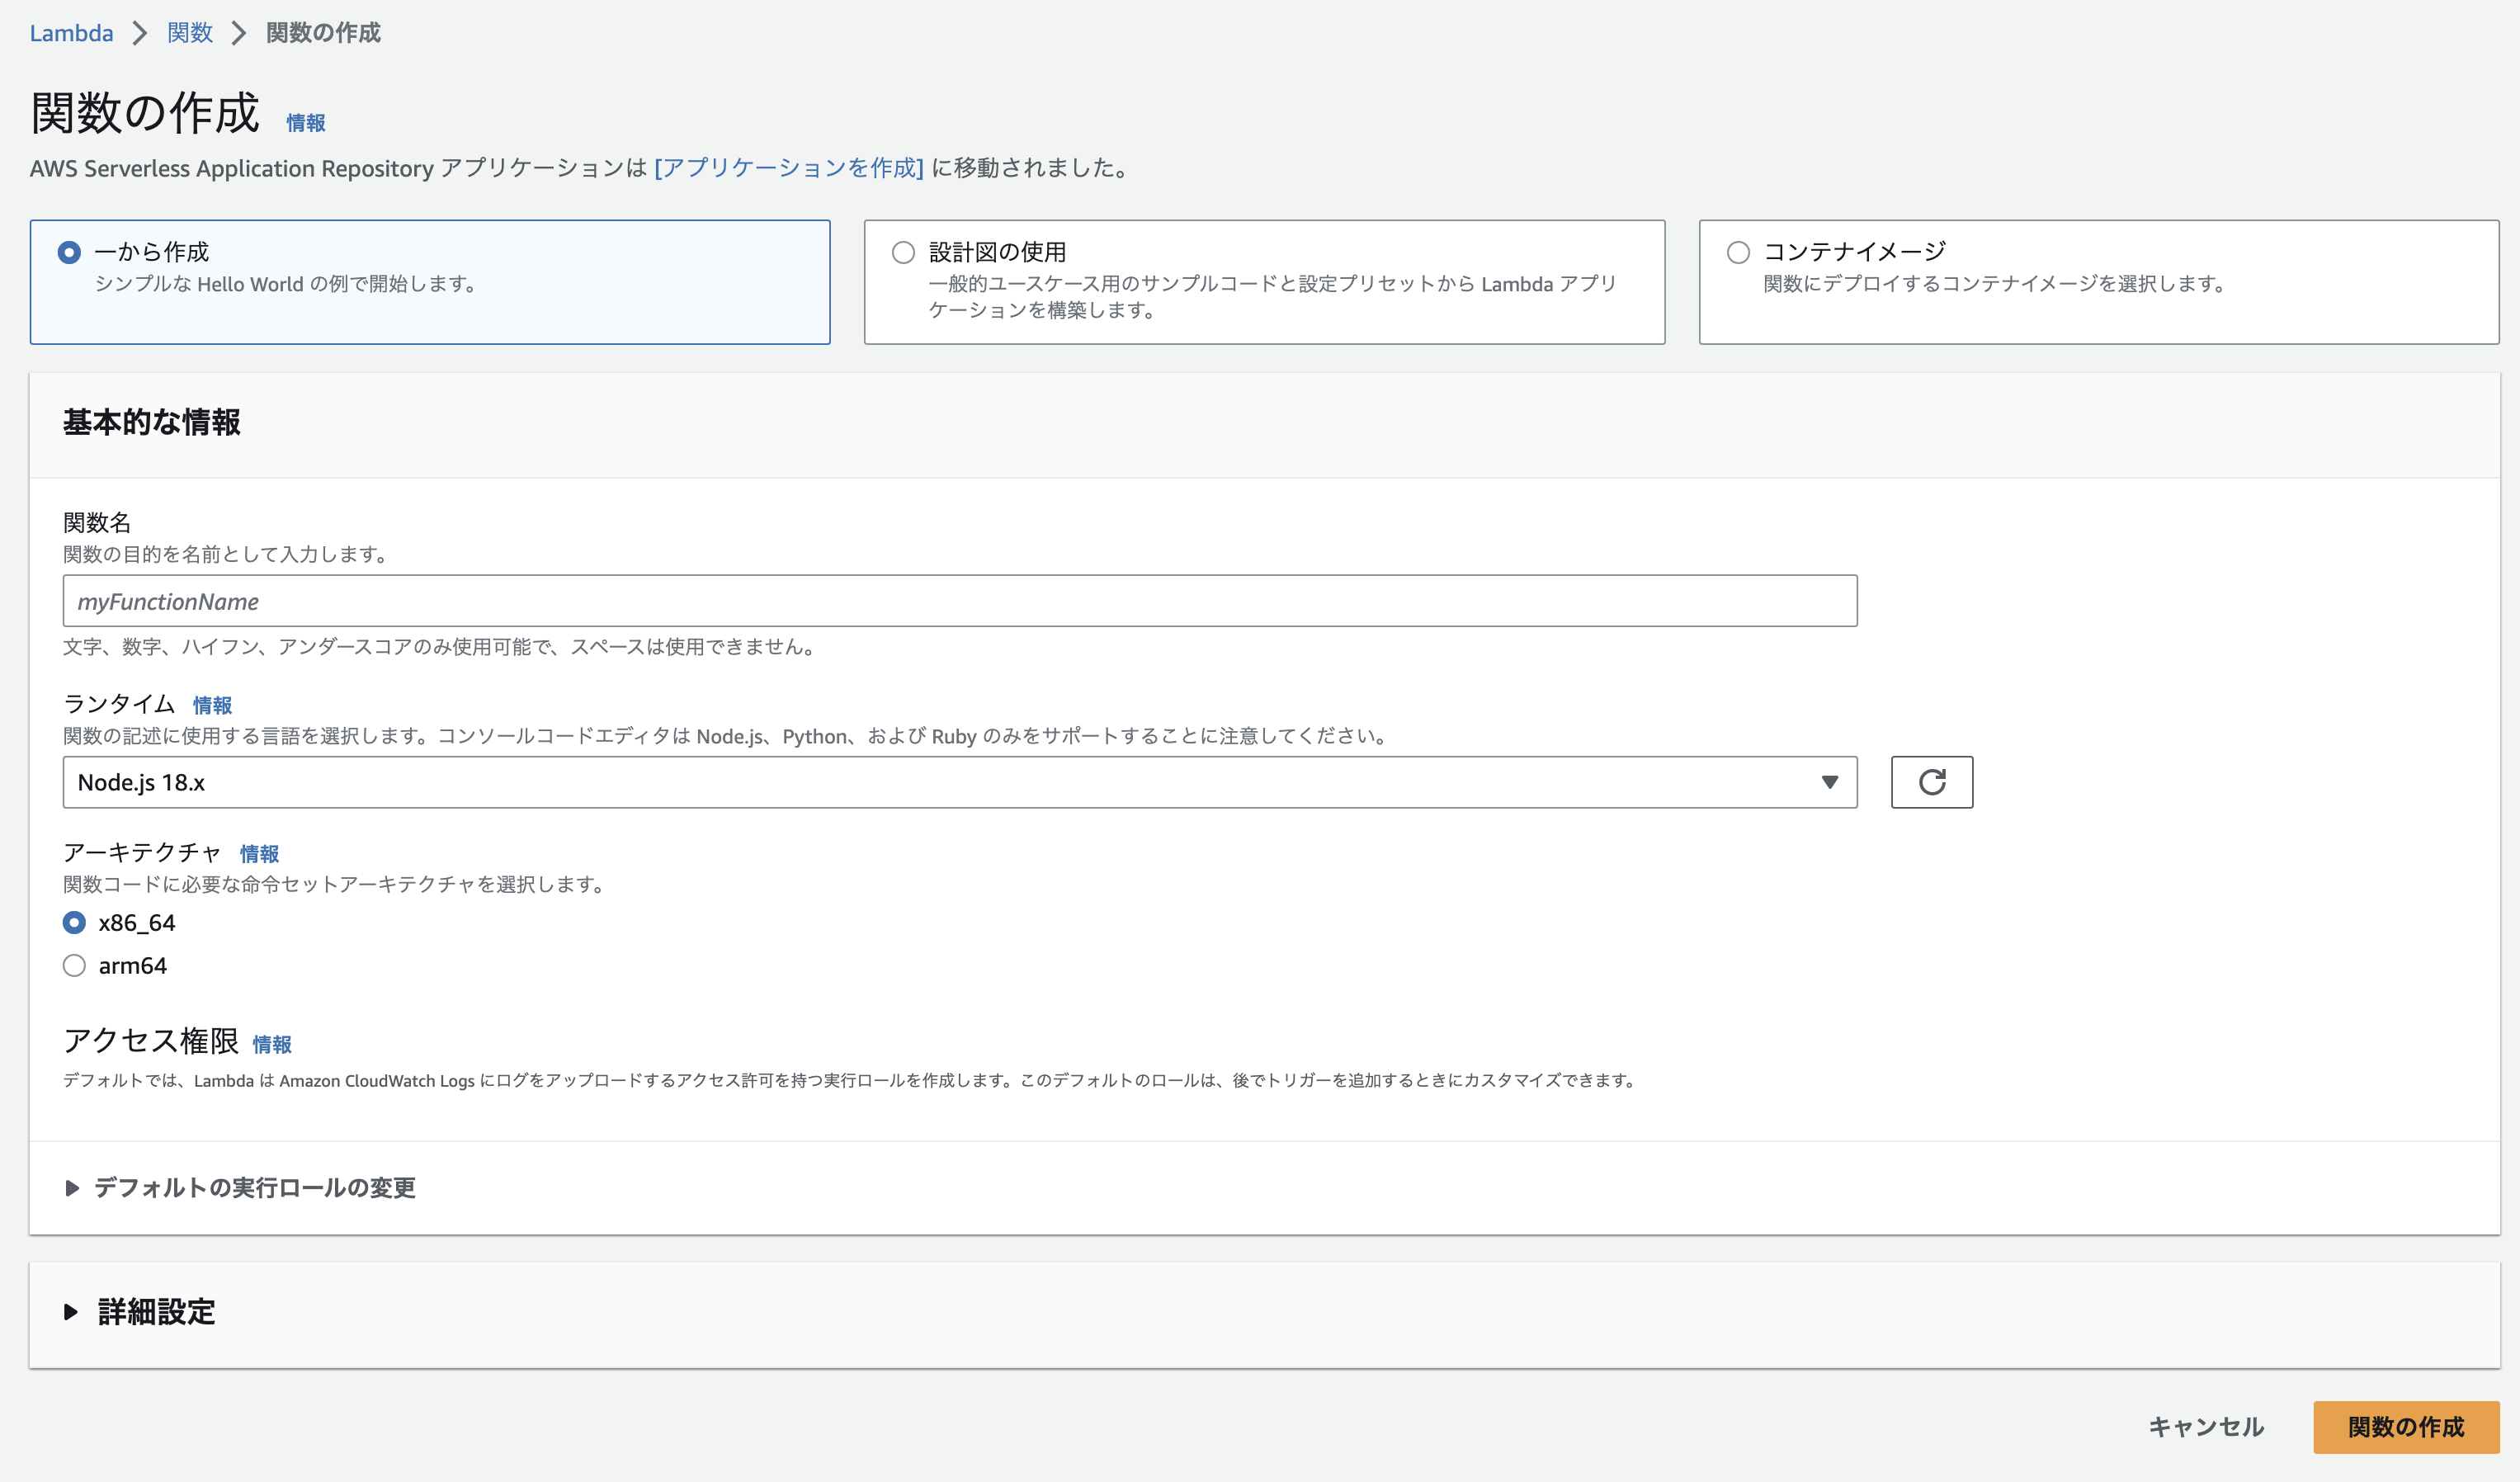 Lambda 関数 関数の作成
関数の作成 情報
AWS Serverless Application Repository アプリケーションは [アプリケーションを作成] に移動されました。
一から作成
シンプルな Hello World の例で開始します。
設計図の使用
一般的ユースケース用のサンプルコードと設定プリセットから Lambda アプリ
ケーションを構築します。
コンテナイメージ
関数にデプロイするコンテナイメージを選択します。
基本的な情報
関数名
関数の目的を名前として入力します。
myFunctionName
文字、数字、ハイフン、アンダースコアのみ使用可能で、スペースは使用できません。
ランタイム 情報
関数の記述に使用する言語を選択します。コンソールコードエディタは Node.js、Python、および Ruby のみをサポートすることに注意してください。
Node.js 18.x
アーキテクチャ 情報
関数コードに必要な命令セットアーキテクチャを選択します。
x86_64
arm64
アクセス権限 情報
デフォルトでは、Lambda は Amazon CloudWatch Logs にログをアップロードするアクセス許可を持つ実行ロールを作成します。このデフォルトのロールは、後でトリガーを追加するときにカスタマイズできます。
デフォルトの実行ロールの変更
詳細設定
キャンセル 関数の作成